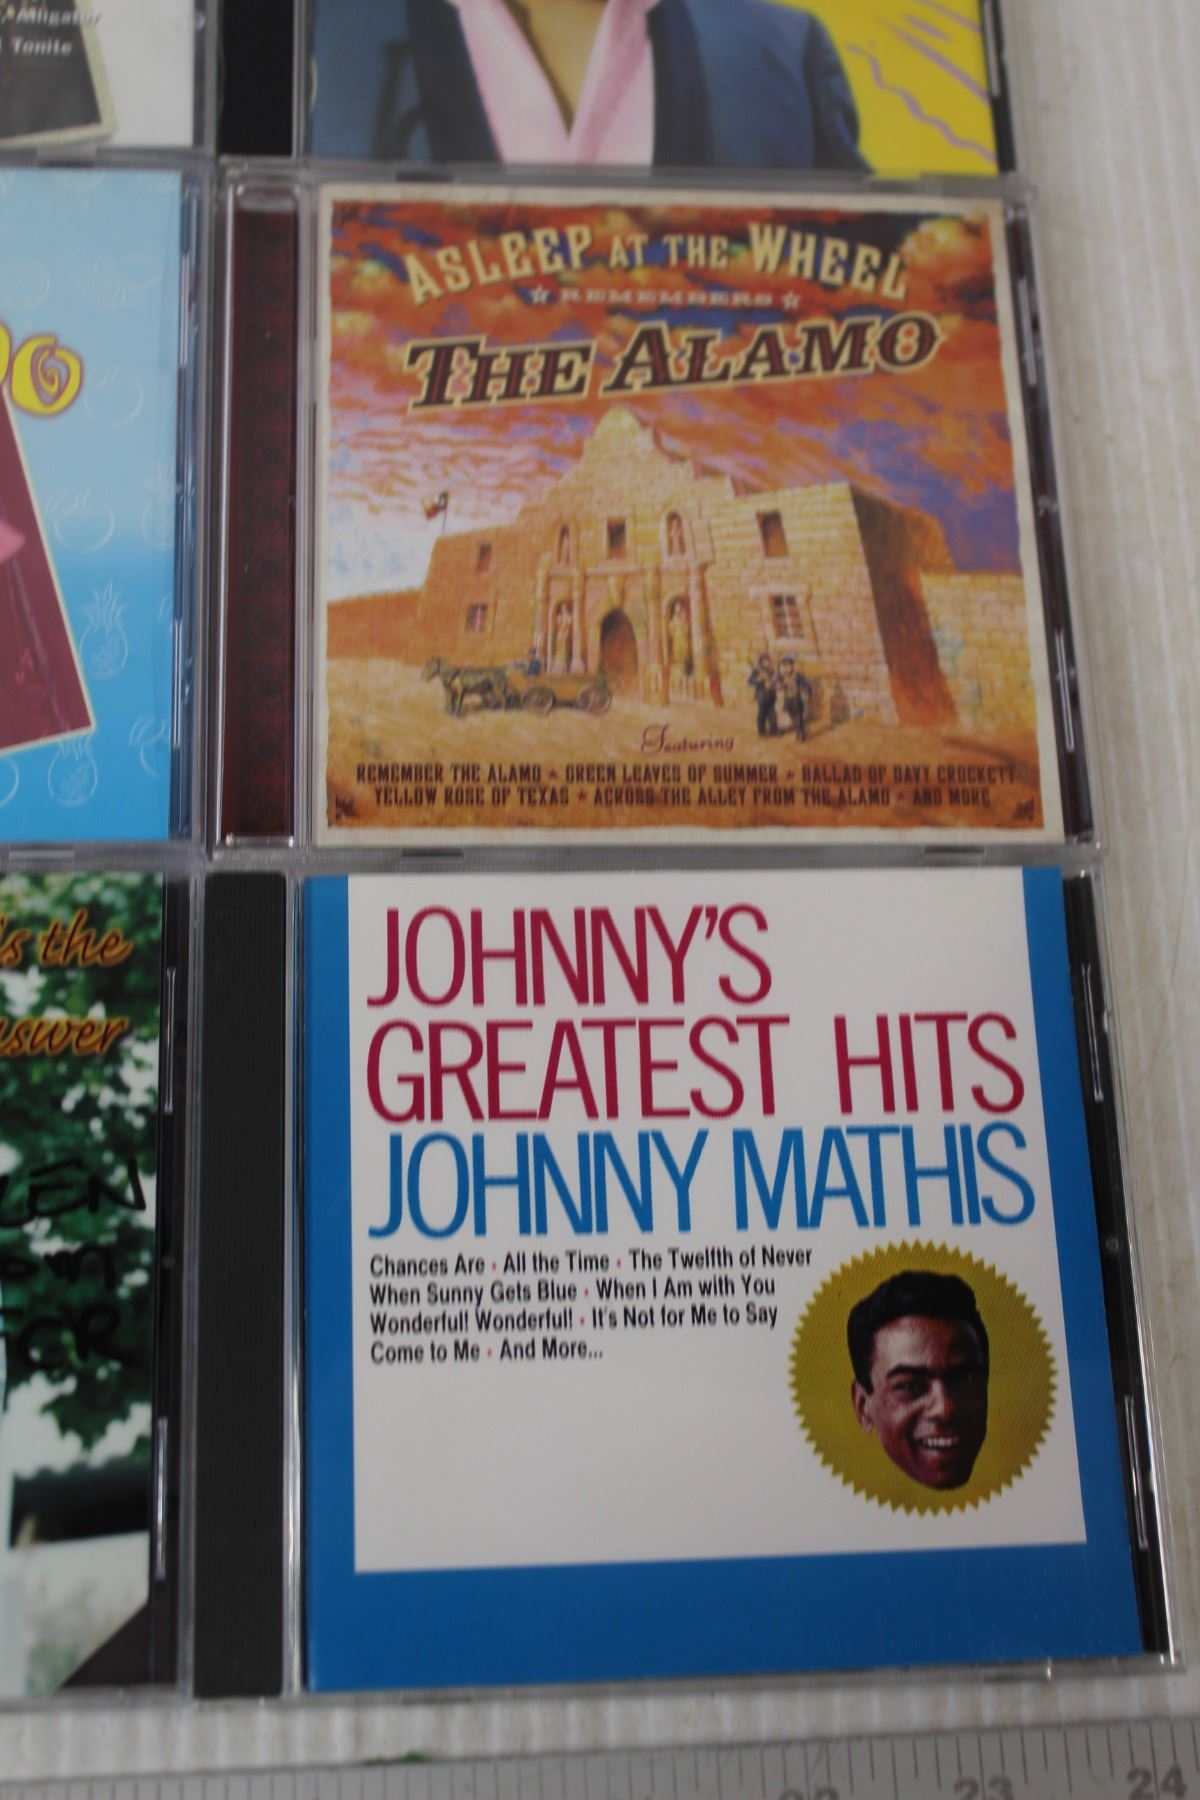 Alligator
Tonite
ASLEEP AT THE WHEEL
REMEMBERS
THE ALAMO
Featuring
REMEMBER THE ALAMO ★ GREEN LEAVES OF SUMMER ★ BALLAD OF DAVY CROCKETT
YELLOW ROSE OF TEXAS ★ ACROSS THE ALLEY FROM THE ALAMO ★ AND MORE
is the
answer
JOHNNY'S
GREATEST HITS
JOHNNY MATHIS
Chances Are • All the Time • The Twelfth of Never
When Sunny Gets Blue • When I Am with You
Wonderful! Wonderful! • It's Not for Me to Say
Come to Me • And More...
22 23 24